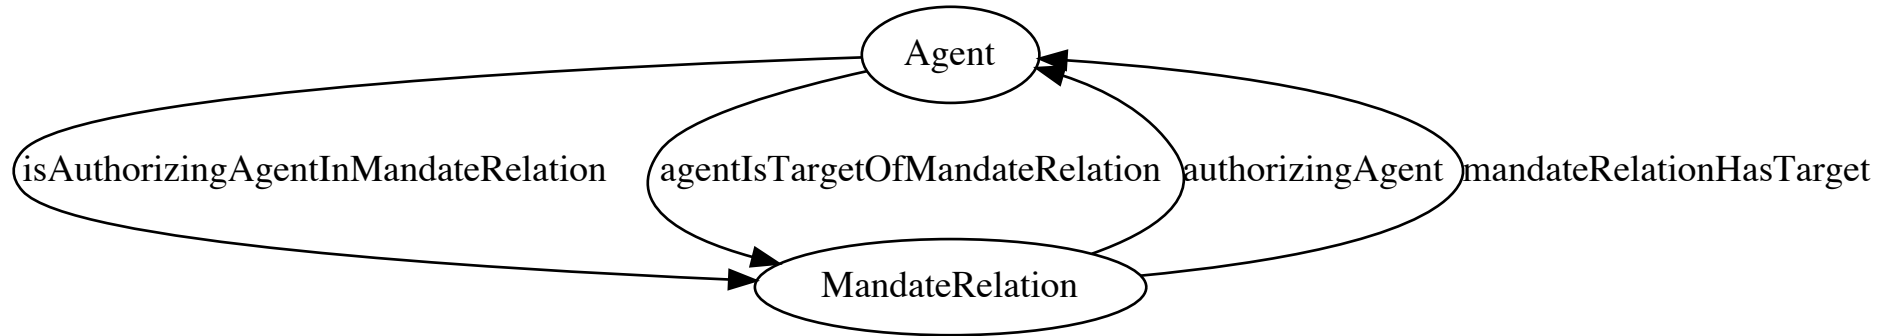 Agent
isAuthorizingAgentInMandateRelation
agentIsTargetOfMandateRelation
authorizingAgent
mandateRelationHasTarget
MandateRelation